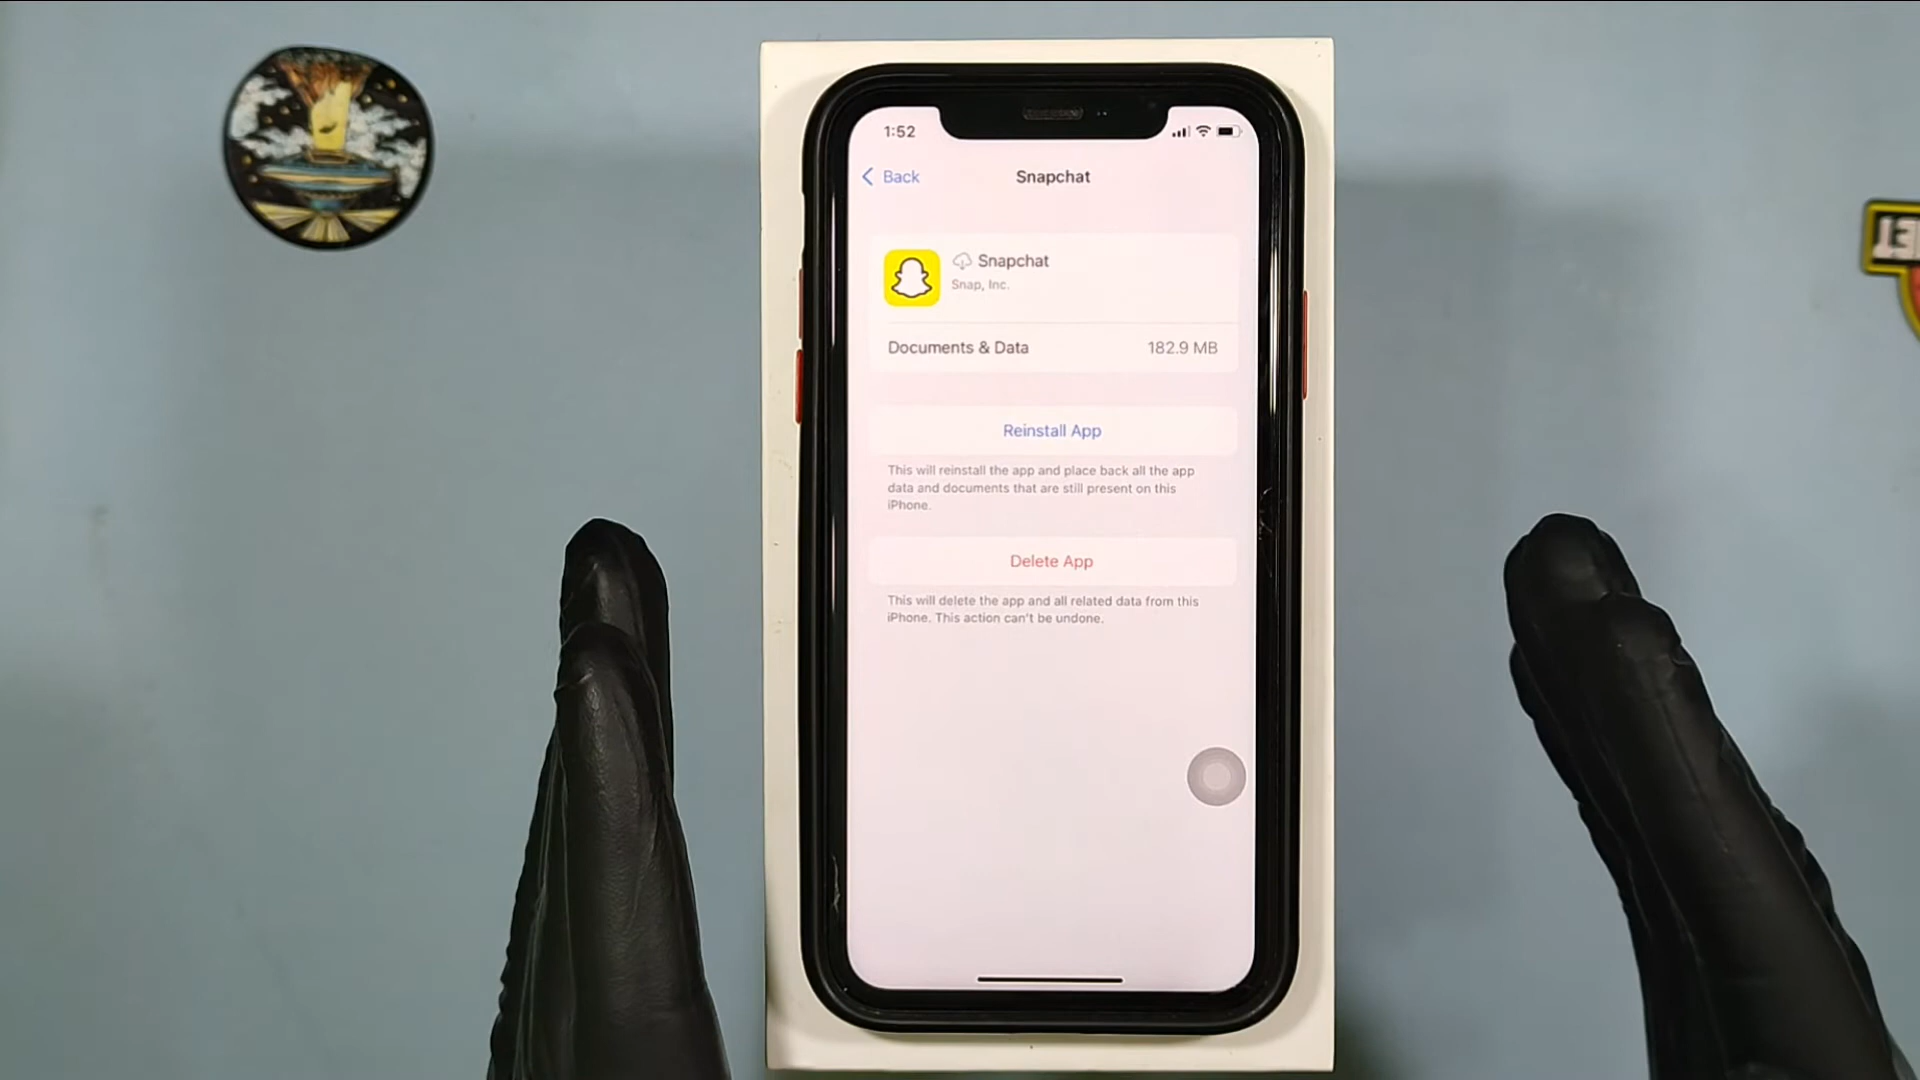 1:52
Back
Snapchat
Snapchat
Snap, Inc.
Documents & Data
182.9 MB
Reinstall App
This will reinstall the app and place back all the app
data and documents that are still present on this
iPhone.
Delete App
This will delete the app and all related data from this
iPhone. This action can't be undone.